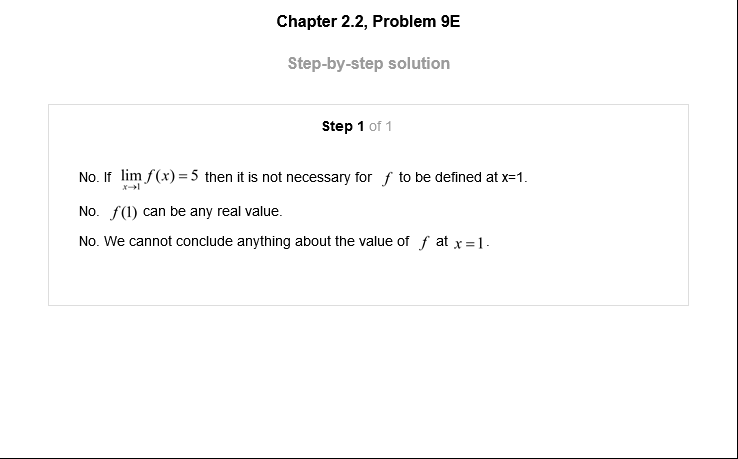 Chapter 2.2, Problem 9E
Step-by-step solution
Step 1 of 1
No. If lim x→1 f(x) = 5 then it is not necessary for f to be defined at x=1.
No. f(1) can be any real value.
No. We cannot conclude anything about the value of f at x = 1.